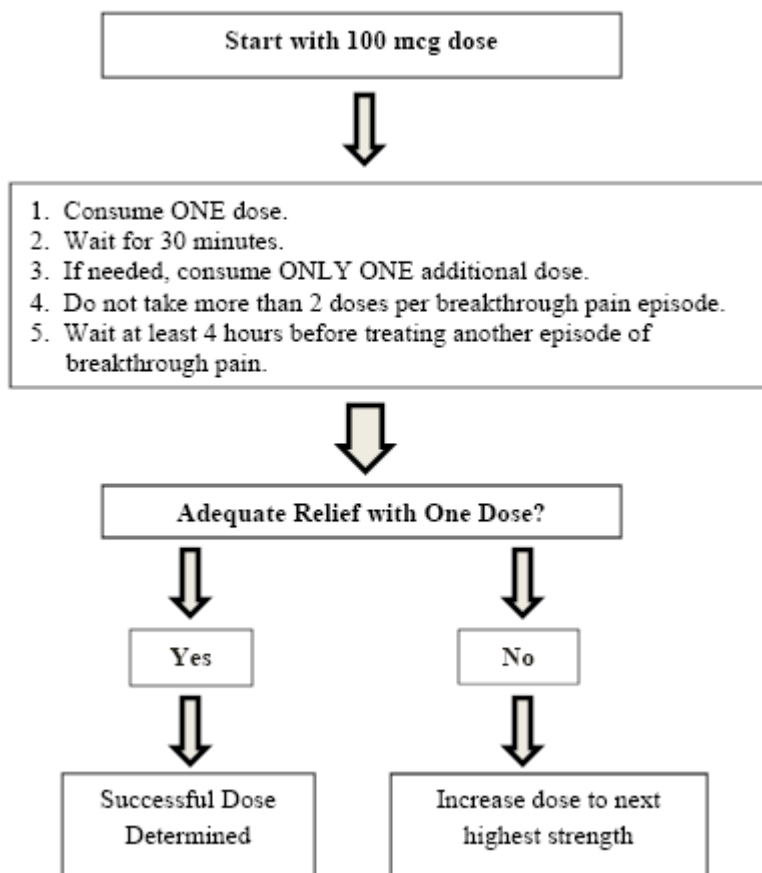 Start with 100 mcg dose
1. Consume ONE dose.
2. Wait for 30 minutes.
3. If needed, consume ONLY ONE additional dose.
4. Do not take more than 2 doses per breakthrough pain episode.
5. Wait at least 4 hours before treating another episode of
breakthrough pain.
Adequate Relief with One Dose?
Yes
No
Successful Dose
Determined
Increase dose to next
highest strength